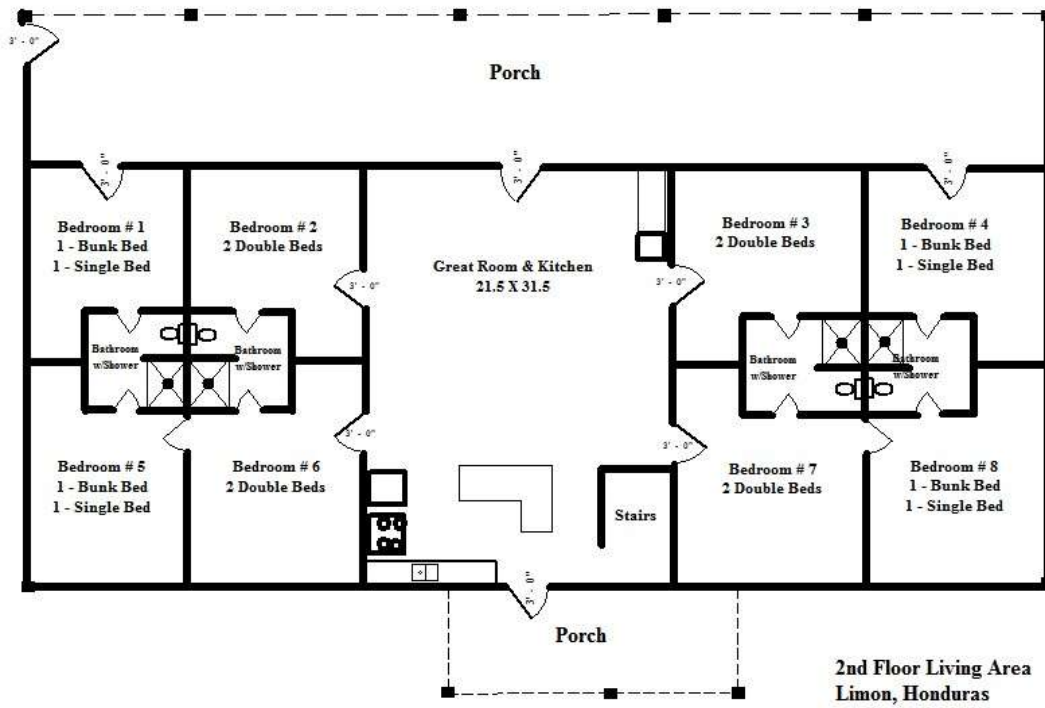 3' - 0"
Porch
3' - 0"
3' - 0"
3' - 0"
Bedroom # 1
1 - Bunk Bed
1 - Single Bed
Bedroom # 2
2 Double Beds
Great Room & Kitchen
21.5 X 31.5
Bedroom # 3
2 Double Beds
Bedroom # 4
1 - Bunk Bed
1 - Single Bed
3' - 0"
3' - 0"
Bathroom
w/Shower
Bathroom
w/Shower
Bathroom
w/Shower
Bathroom
w/Shower
3' - 0"
3' - 0"
Bedroom # 5
1 - Bunk Bed
1 - Single Bed
Bedroom # 6
2 Double Beds
Stairs
Bedroom # 7
2 Double Beds
Bedroom # 8
1 - Bunk Bed
1 - Single Bed
3' - 0"
Porch
2nd Floor Living Area
Limon, Honduras